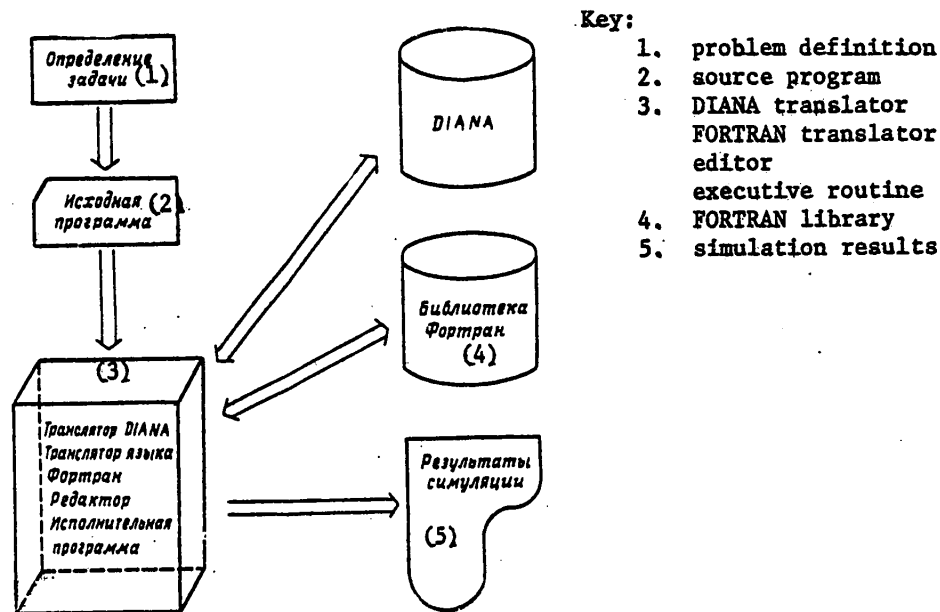 Определение
задачи (1)
Исходная (2)
программа
(3)
Транслятор DIANA
Транслятор языка
Фортран
Редактор
Исполнительная
программа
DIANA
Библиотека
Фортран
(4)
Результаты
симуляции
(5)
Key:
1. problem definition
2. source program
3. DIANA translator
FORTRAN translator
editor
executive routine
4. FORTRAN library
5. simulation results